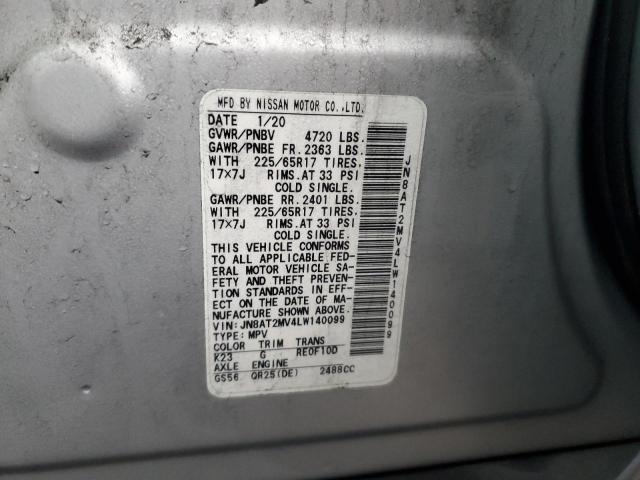 MFD BY NISSAN MOTOR CO.,LTD.
DATE 1/20
GVWR/PNBV 4720 LBS.
GAWR/PNBE FR.2363 LBS.
WITH 225/65R17 TIRES.
17×7J RIMS.AT 33 PSI
COLD SINGLE.
GAWR/PNBE RR.2401 LBS.
WITH 225/65R17 TIRES.
17×7J RIMS.AT 33 PSI
COLD SINGLE.
THIS VEHICLE CONFORMS
TO ALL APPLICABLE FED-
ERAL MOTOR VEHICLE SA-
FETY AND THEFT PREVEN-
TION STANDARDS IN EFF-
ECT ON THE DATE OF MA-
NUFACTURE SHOWN ABOVE.
VIN: JN8AT2MV4LW140099
TYPE: MPV
COLOR TRIM TRANS
K23 G RE0F10D
AXLE ENGINE
GS56 QR25(DE) 2488CC
JN8AT2MV4LW140099